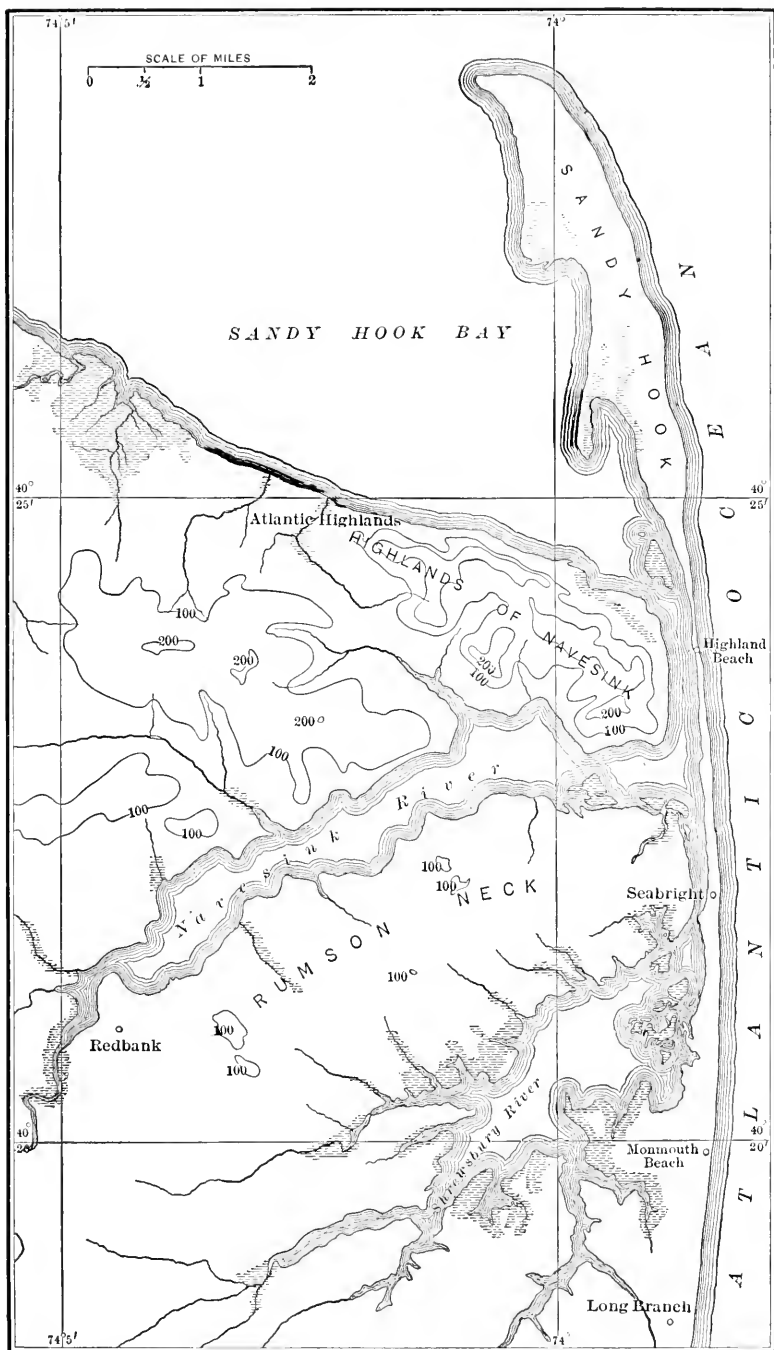 74°5'
74°
SCALE OF MILES
0 ½ 1 2
SANDY HOOK
SANDY HOOK BAY
ATLANTIC OCEAN
40°
25'
40°
25'
Atlantic Highlands
HIGHLANDS OF NAVESINK
100
200
200
Highland
Beach
200
100
200
100
200
100
100
100
Navesink River
100
100
Seabright
RUMSON NECK
100
100
Redbank
100
Shrewsbury River
40°
20'
40°
20'
Monmouth
Beach
Long Branch
74°5'
74°